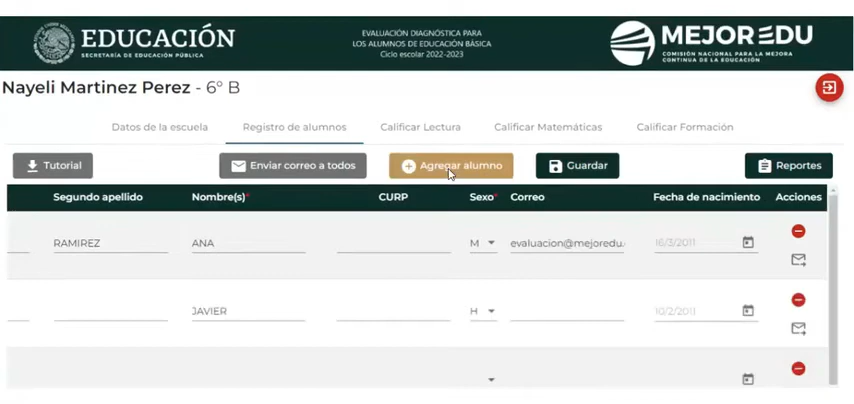 EDUCACIÓN
SECRETARÍA DE EDUCACIÓN PÚBLICA
EVALUACIÓN DIAGNÓSTICA PARA
LOS ALUMNOS DE EDUCACIÓN BÁSICA
Ciclo escolar 2022-2023
MEJOREDU
COMISIÓN NACIONAL PARA LA MEJORA
CONTINUA DE LA EDUCACIÓN
Nayeli Martinez Perez - 6° B
Datos de la escuela Registro de alumnos Calificar Lectura Calificar Matemáticas Calificar Formación
Tutorial Enviar correo a todos Agregar alumno Guardar Reportes
Segundo apellido Nombre(s)* CURP Sexo* Correo Fecha de nacimiento Acciones
RAMIREZ ANA M evaluacion@mejoredu. 16/3/2011
JAVIER H 10/2/2011